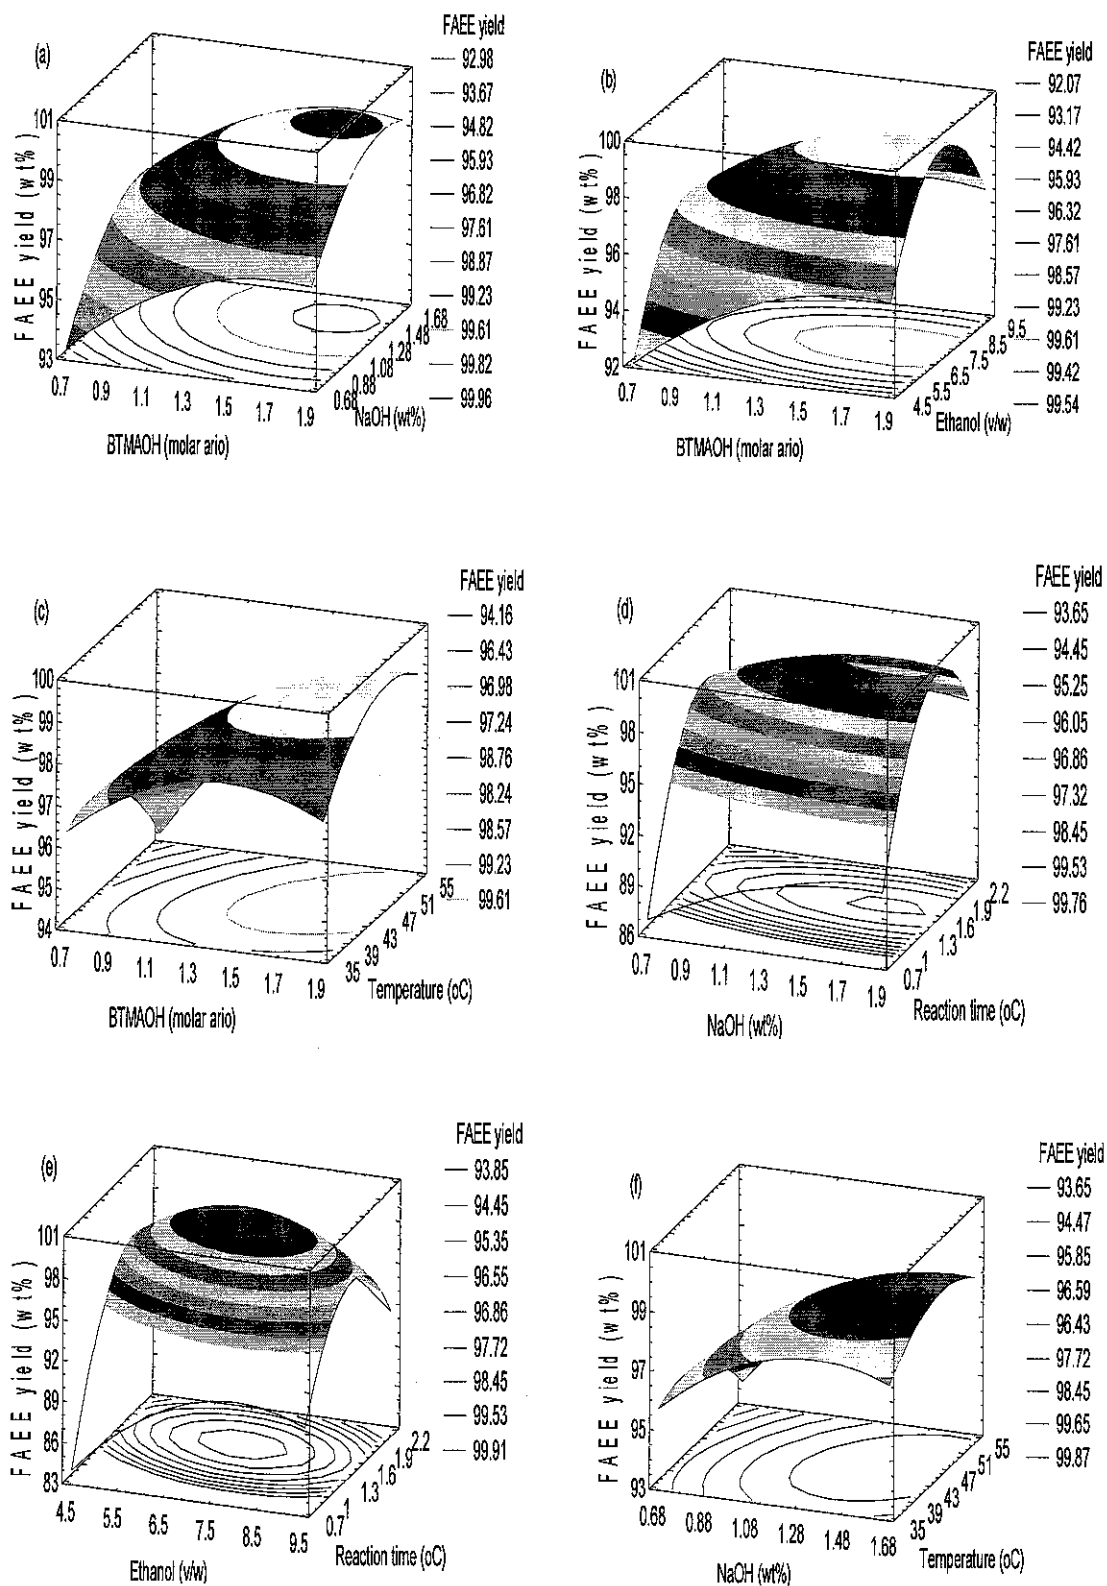 (a)
FAEE yield
92.98
93.67
94.82
95.93
96.82
97.61
98.87
99.23
99.61
99.82
99.96
FAEE yield (wt%)
101
99
97
95
93
0.7 0.9 1.1 1.3 1.5 1.7 1.9
BTMAOH (molar ario)
0.68 0.88 1.08 1.28 1.48 1.68
NaOH (wt%)
(b)
FAEE yield
92.07
93.17
94.42
95.93
96.32
97.61
98.57
99.23
99.61
99.42
99.54
FAEE yield (wt%)
100
98
96
94
92
0.7 0.9 1.1 1.3 1.5 1.7 1.9
BTMAOH (molar ario)
4.5 5.5 6.5 7.5 8.5 9.5
Ethanol (v/w)
(c)
FAEE yield
94.16
96.43
96.98
97.24
98.76
98.24
98.57
99.23
99.61
FAEE yield (wt%)
100
99
98
97
96
95
94
0.7 0.9 1.1 1.3 1.5 1.7 1.9
BTMAOH (molar ario)
35 39 43 47 51 55
Temperature (oC)
(d)
FAEE yield
93.65
94.45
95.25
96.05
96.86
97.32
98.45
99.53
99.76
FAEE yield (wt%)
101
98
95
92
89
86
0.7 0.9 1.1 1.3 1.5 1.7 1.9
NaOH (wt%)
0.7 1 1.3 1.6 1.9 2.2
Reaction time (oC)
(e)
FAEE yield
93.85
94.45
95.35
96.55
96.86
97.72
98.45
99.53
99.91
FAEE yield (wt%)
101
98
95
92
89
86
83
4.5 5.5 6.5 7.5 8.5 9.5
Ethanol (v/w)
0.7 1 1.3 1.6 1.9 2.2
Reaction time (oC)
(f)
FAEE yield
93.65
94.47
95.85
96.59
96.43
97.72
98.45
99.65
99.87
FAEE yield (wt%)
101
99
97
95
93
0.68 0.88 1.08 1.28 1.48 1.68
NaOH (wt%)
35 39 43 47 51 55
Temperature (oC)